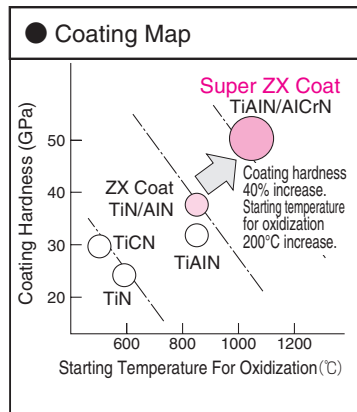 ● Coating Map
Super ZX Coat
TiAlN/AlCrN
Coating hardness
40% increase.
Starting temperature
for oxidization
200°C increase.
ZX Coat
TiN/AlN
TiCN
TiN
TiAlN
Coating Hardness (GPa)
50
40
30
20
600
800
1000
1200
Starting Temperature For Oxidization(℃)